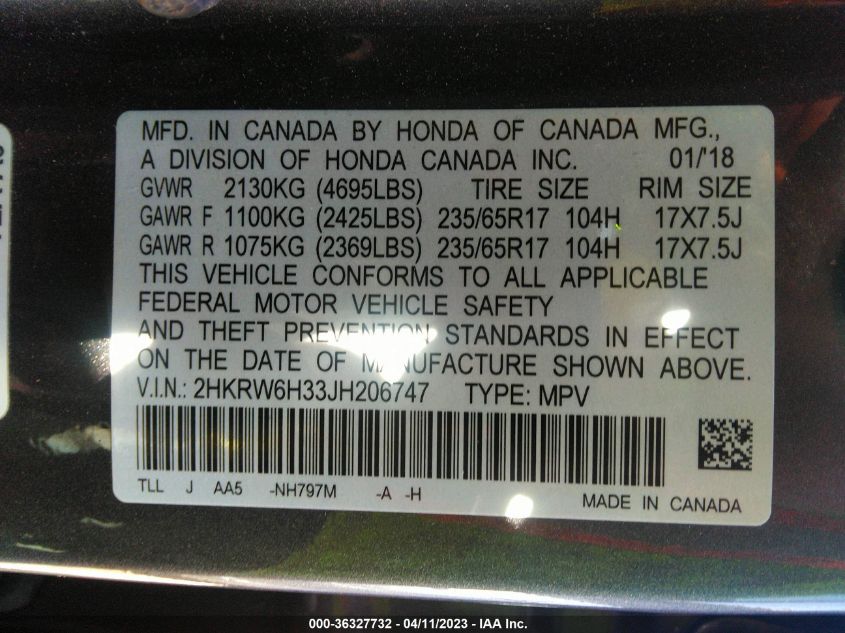 MFD. IN CANADA BY HONDA OF CANADA MFG.,
A DIVISION OF HONDA CANADA INC. 01/'18
GVWR 2130KG (4695LBS) TIRE SIZE RIM SIZE
GAWR F 1100KG (2425LBS) 235/65R17 104H 17X7.5J
GAWR R 1075KG (2369LBS) 235/65R17 104H 17X7.5J
THIS VEHICLE CONFORMS TO ALL APPLICABLE
FEDERAL MOTOR VEHICLE SAFETY
AND THEFT PREVENTION STANDARDS IN EFFECT
ON THE DATE OF MANUFACTURE SHOWN ABOVE.
V.I.N.: 2HKRW6H33JH206747 TYPE: MPV
TLL J AA5 -NH797M -A -H
MADE IN CANADA
000-36327732 - 04/11/2023 - IAA Inc.